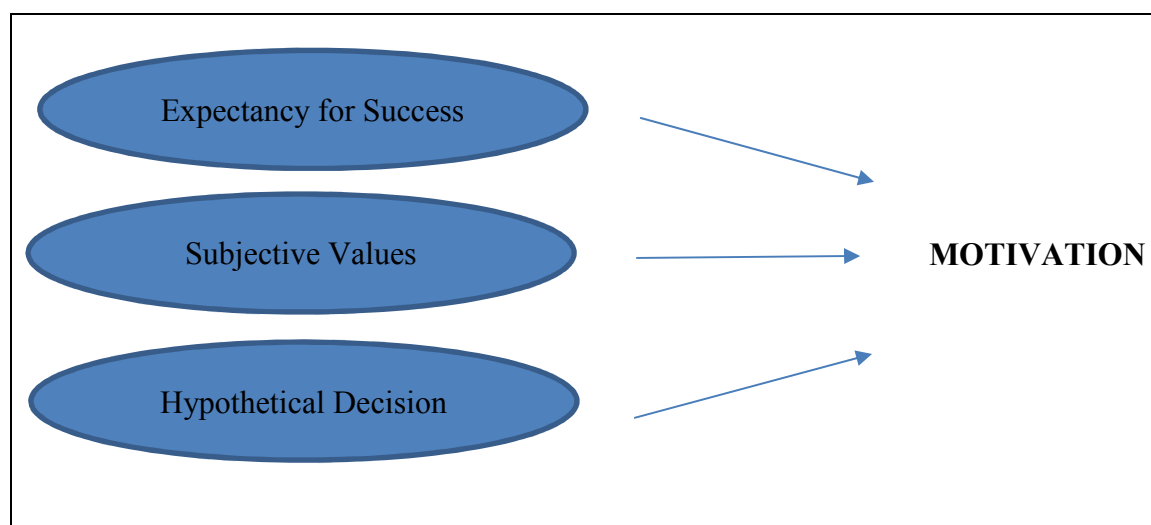 Expectancy for Success
Subjective Values
MOTIVATION
Hypothetical Decision